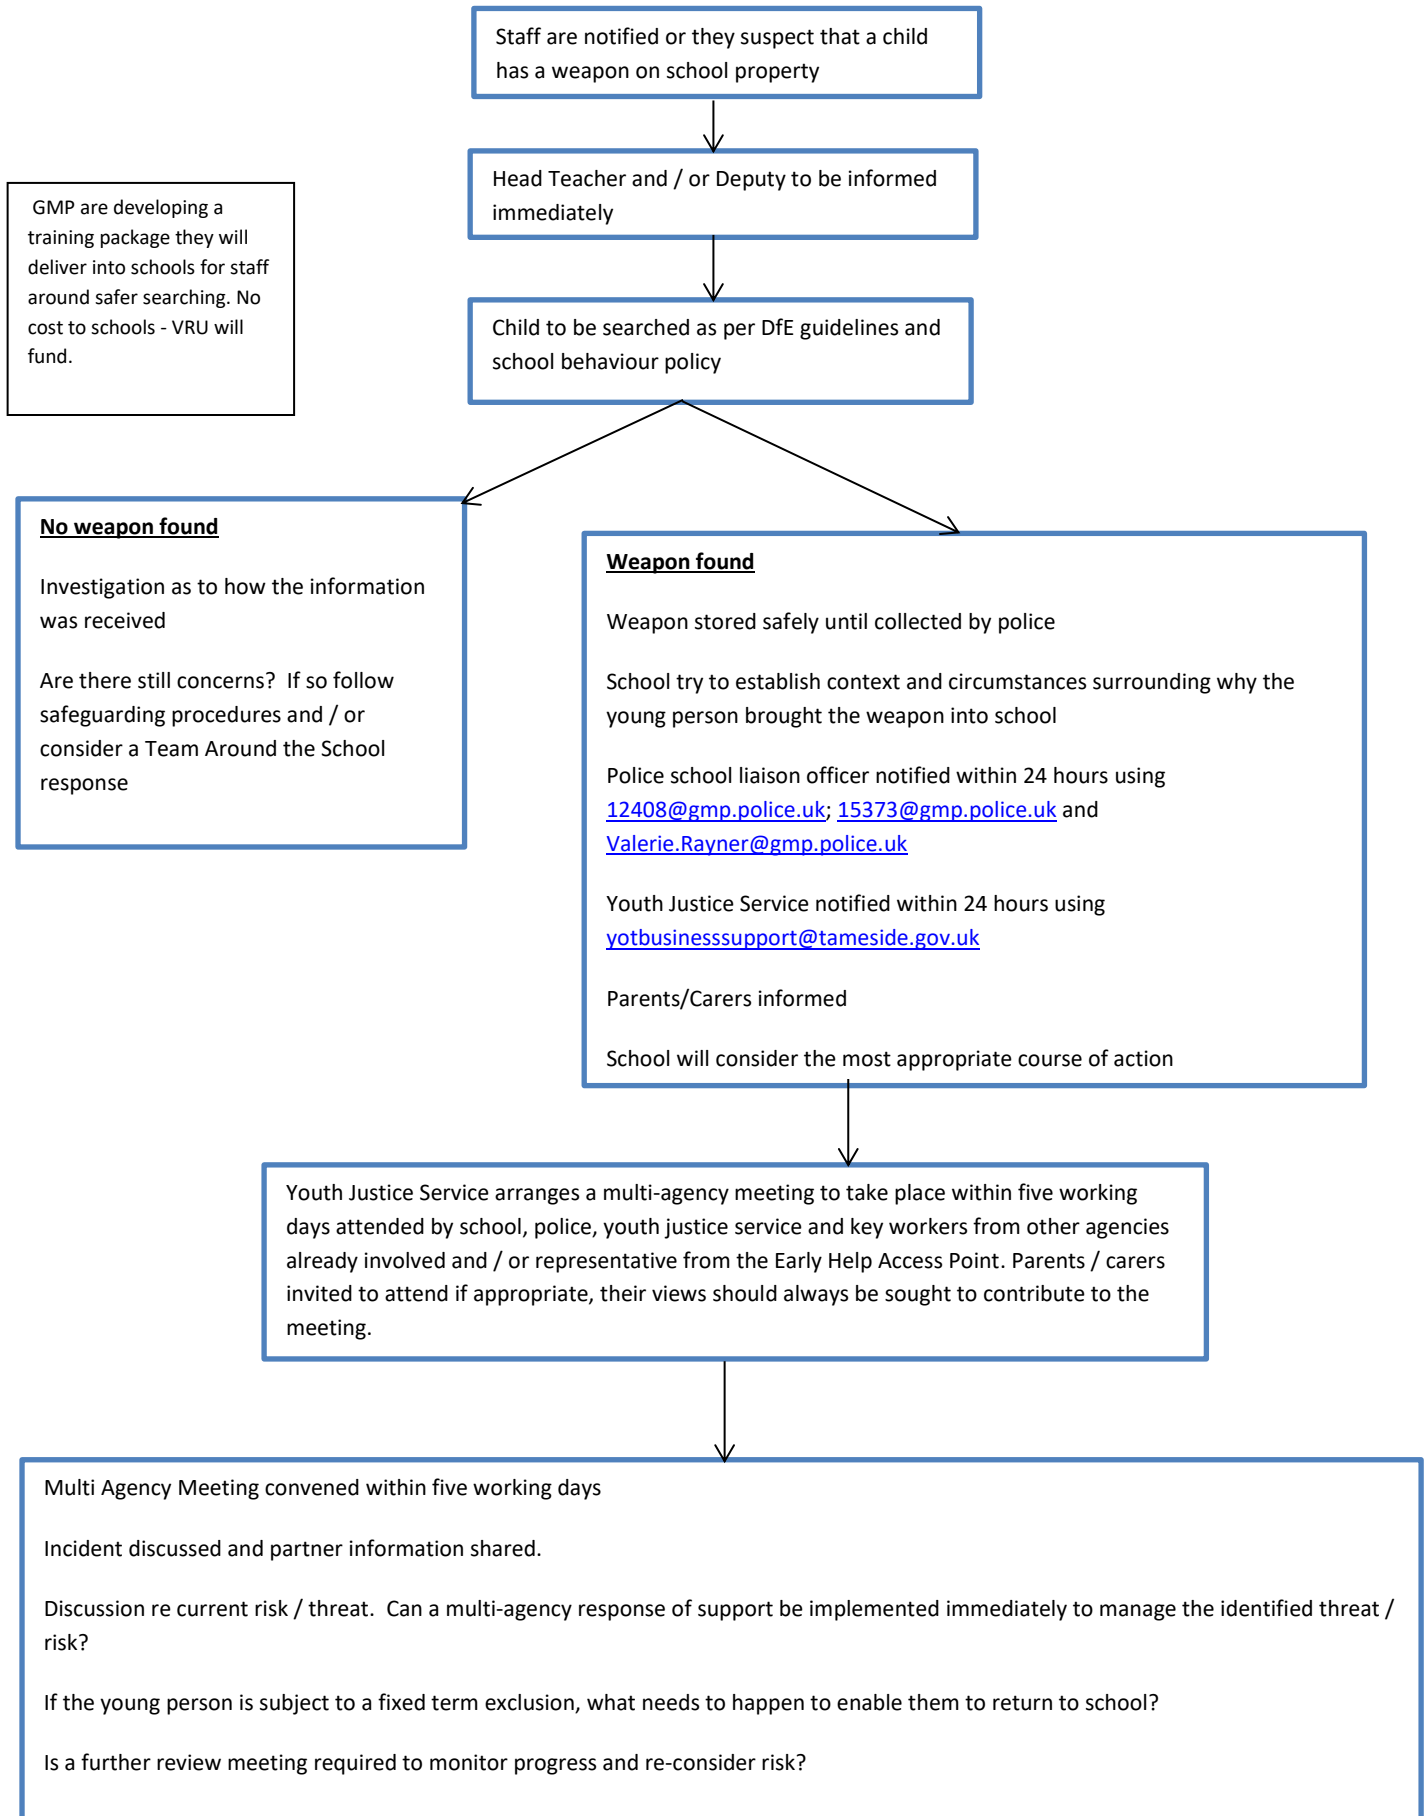 Staff are notified or they suspect that a child
has a weapon on school property
Head Teacher and / or Deputy to be informed
immediately
GMP are developing a
training package they will
deliver into schools for staff
around safer searching. No
cost to schools - VRU will
fund.
Child to be searched as per DfE guidelines and
school behaviour policy
No weapon found
Investigation as to how the information
was received
Are there still concerns?  If so follow
safeguarding procedures and / or
consider a Team Around the School
response
Weapon found
Weapon stored safely until collected by police
School try to establish context and circumstances surrounding why the
young person brought the weapon into school
Police school liaison officer notified within 24 hours using
12408@gmp.police.uk; 15373@gmp.police.uk and
Valerie.Rayner@gmp.police.uk
Youth Justice Service notified within 24 hours using
yotbusinesssupport@tameside.gov.uk
Parents/Carers informed
School will consider the most appropriate course of action
Youth Justice Service arranges a multi-agency meeting to take place within five working
days attended by school, police, youth justice service and key workers from other agencies
already involved and / or representative from the Early Help Access Point. Parents / carers
invited to attend if appropriate, their views should always be sought to contribute to the
meeting.
Multi Agency Meeting convened within five working days
Incident discussed and partner information shared.
Discussion re current risk / threat.  Can a multi-agency response of support be implemented immediately to manage the identified threat /
risk?
If the young person is subject to a fixed term exclusion, what needs to happen to enable them to return to school?
Is a further review meeting required to monitor progress and re-consider risk?